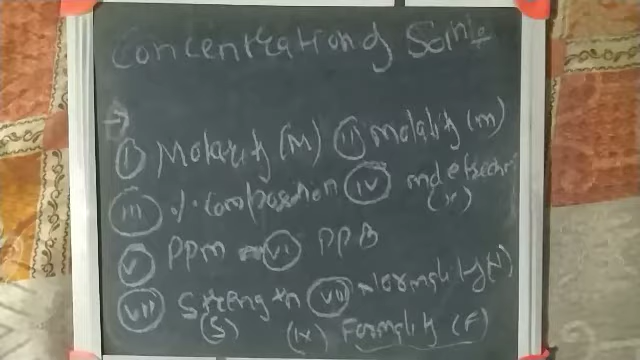 Concentration of Soln
→
(i) Molarity (M) (ii) molality (m)
(iii) %. composition (iv) mole fraction
(x)
(v) PPm (vi) PPB
(vii) Strength (vii) Normality (N)
(S) (ix) Formality (F)